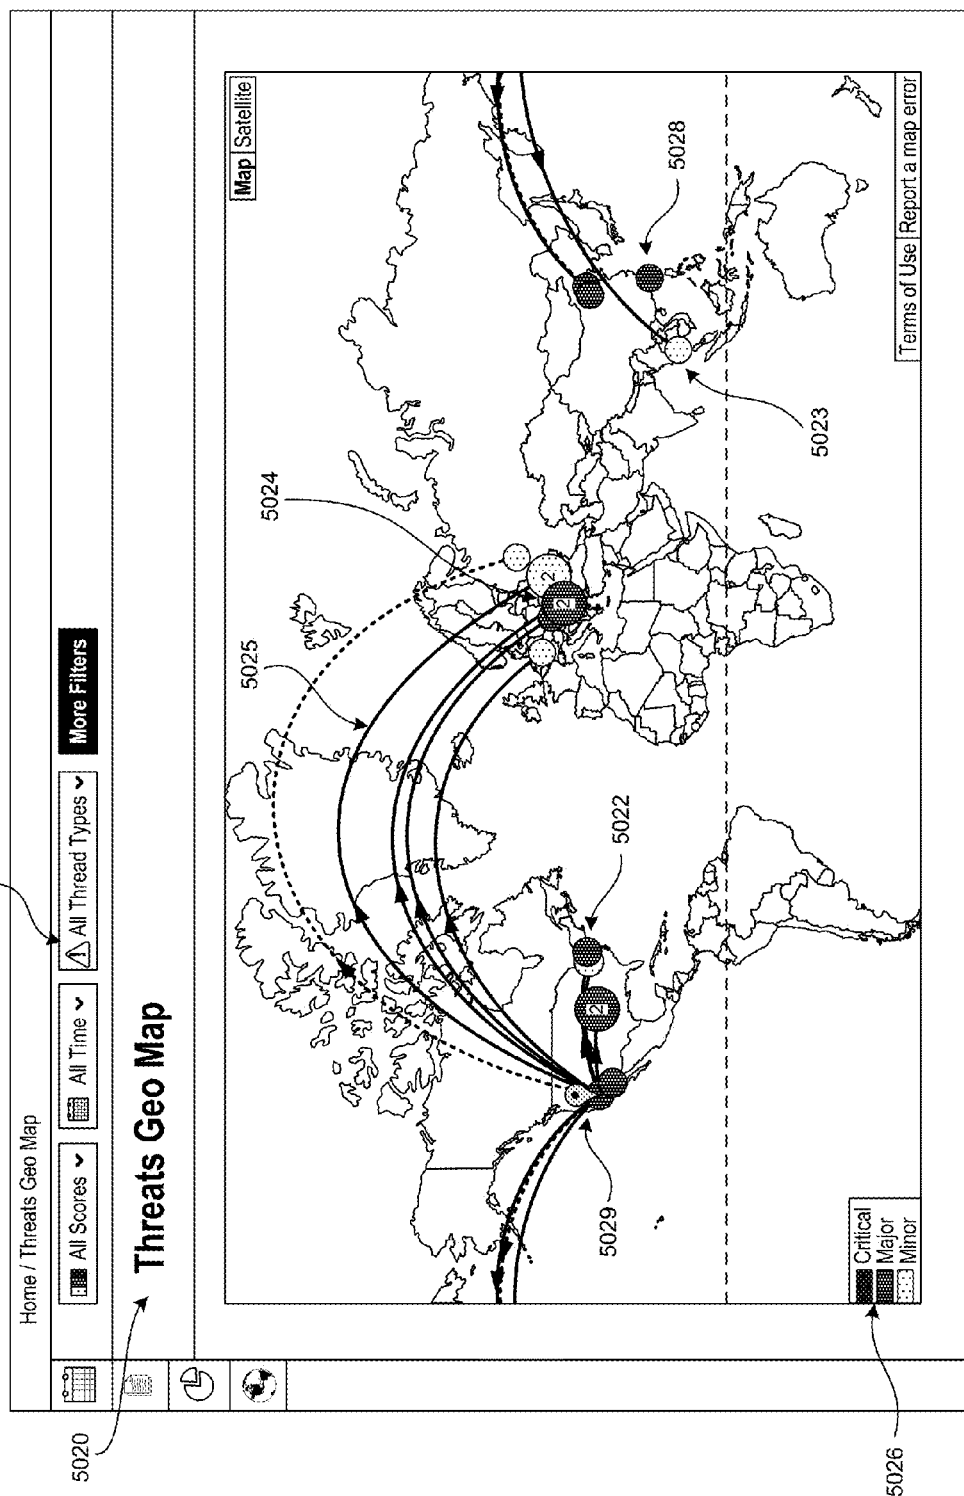 Home / Threats Geo Map
All Scores
All Time
All Thread Types
More Filters
5020
Threats Geo Map
Map
Satellite
5024
5025
5028
5023
5022
5029
2
2
2
Critical
Major
Minor
5026
Terms of Use
Report a map error